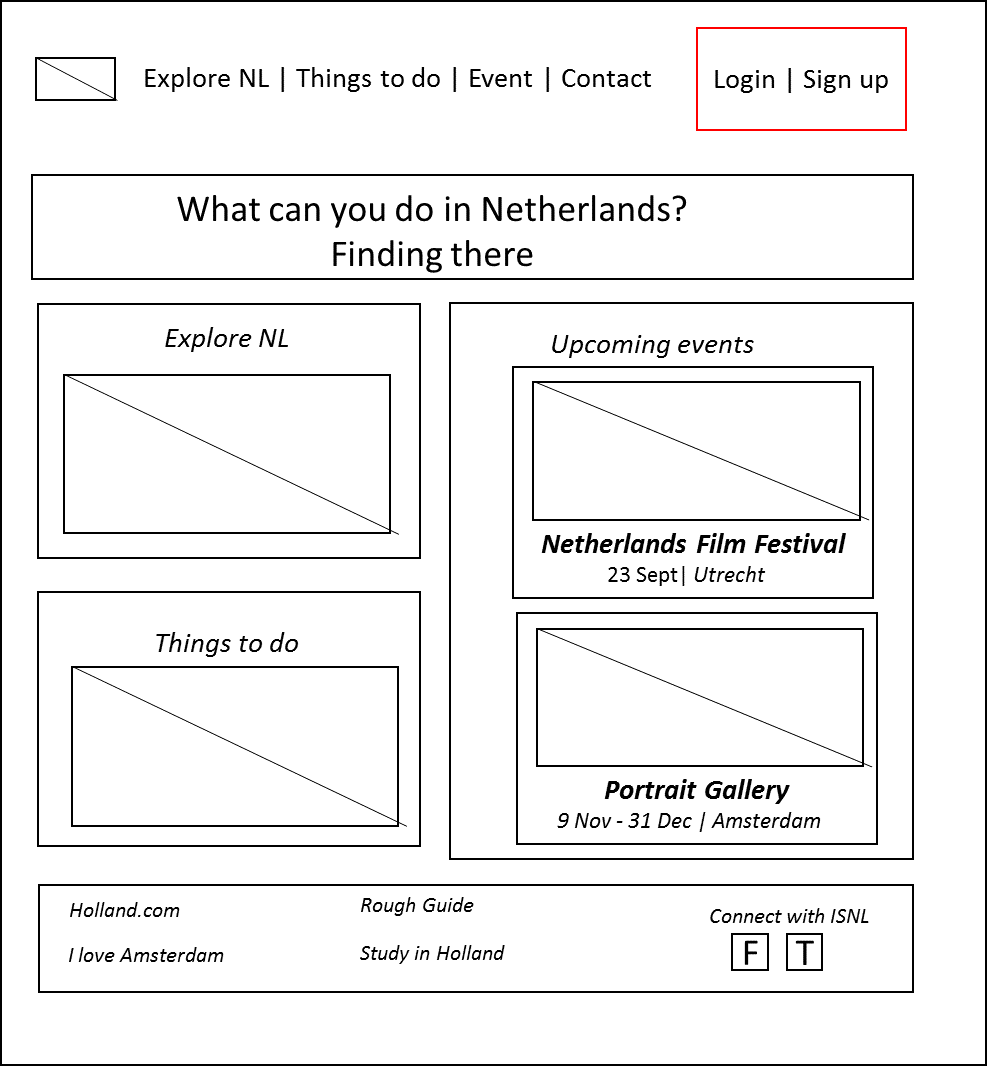 Explore NL | Things to do | Event | Contact
Login | Sign up
What can you do in Netherlands?
Finding there
Explore NL
Things to do
Upcoming events
Netherlands Film Festival
23 Sept| Utrecht
Portrait Gallery
9 Nov - 31 Dec | Amsterdam
Holland.com
I love Amsterdam
Rough Guide
Study in Holland
Connect with ISNL
F T